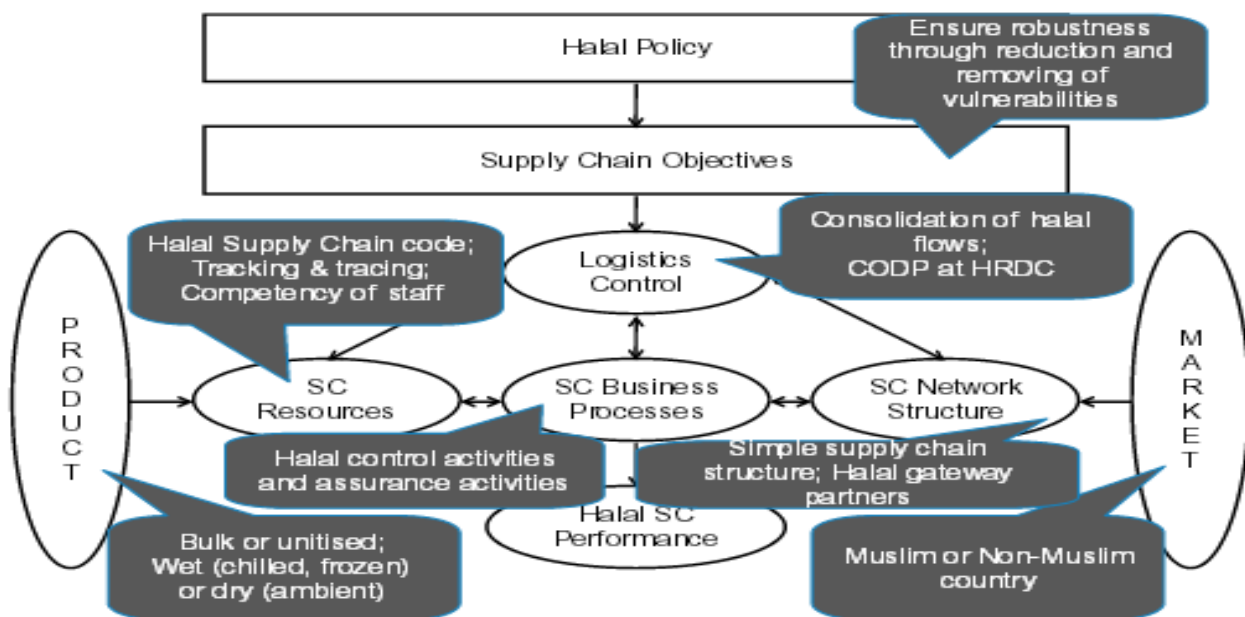 Halal Policy
Ensure robustness
through reduction and
removing of
vulnerabilities
Supply Chain Objectives
Halal Supply Chain code;
Tracking & tracing;
Competency of staff
Logistics
Control
Consolidation of halal
flows;
CODP at HRDC
PRODUCT
SC
Resources
SC Business
Processes
SC Network
Structure
MARKET
Halal control activities
and assurance activities
Simple supply chain
structure; Halal gateway
partners
Halal SC
Performance
Bulk or unitised;
Wet (chilled, frozen)
or dry (ambient)
Muslim or Non-Muslim
country